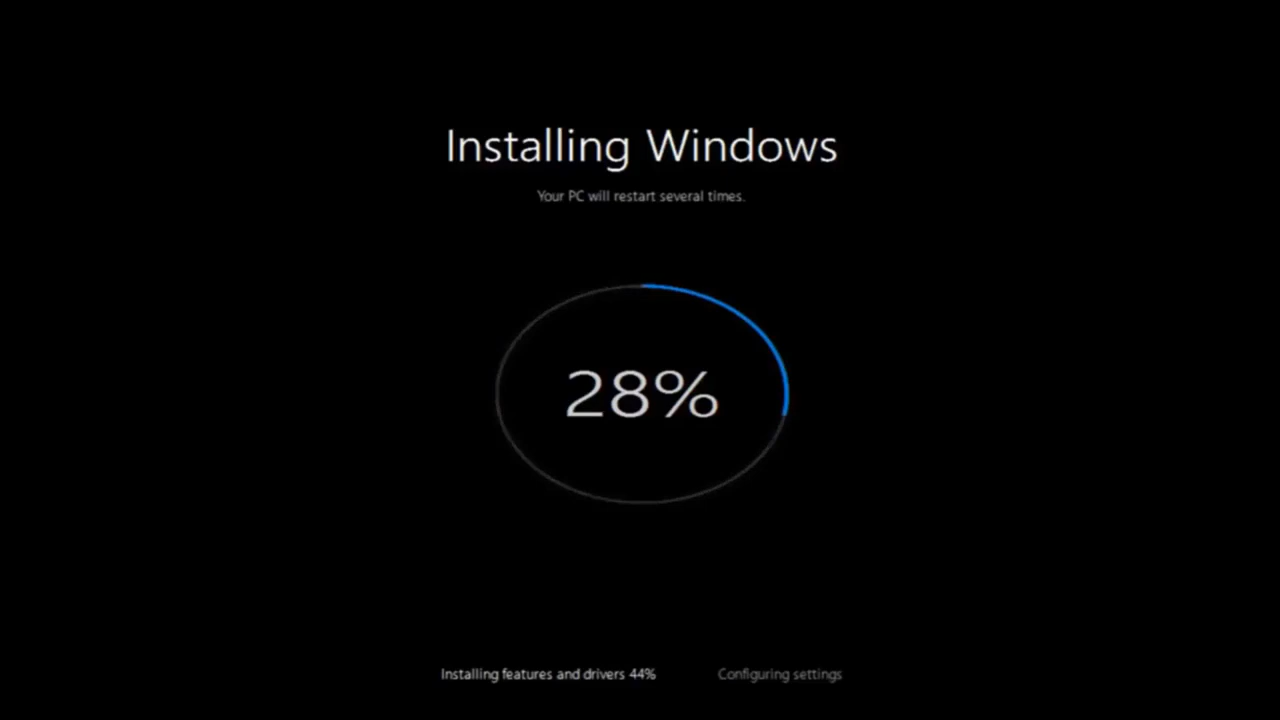 Installing Windows
Your PC will restart several times.
28%
Installing features and drivers 44%
Configuring settings